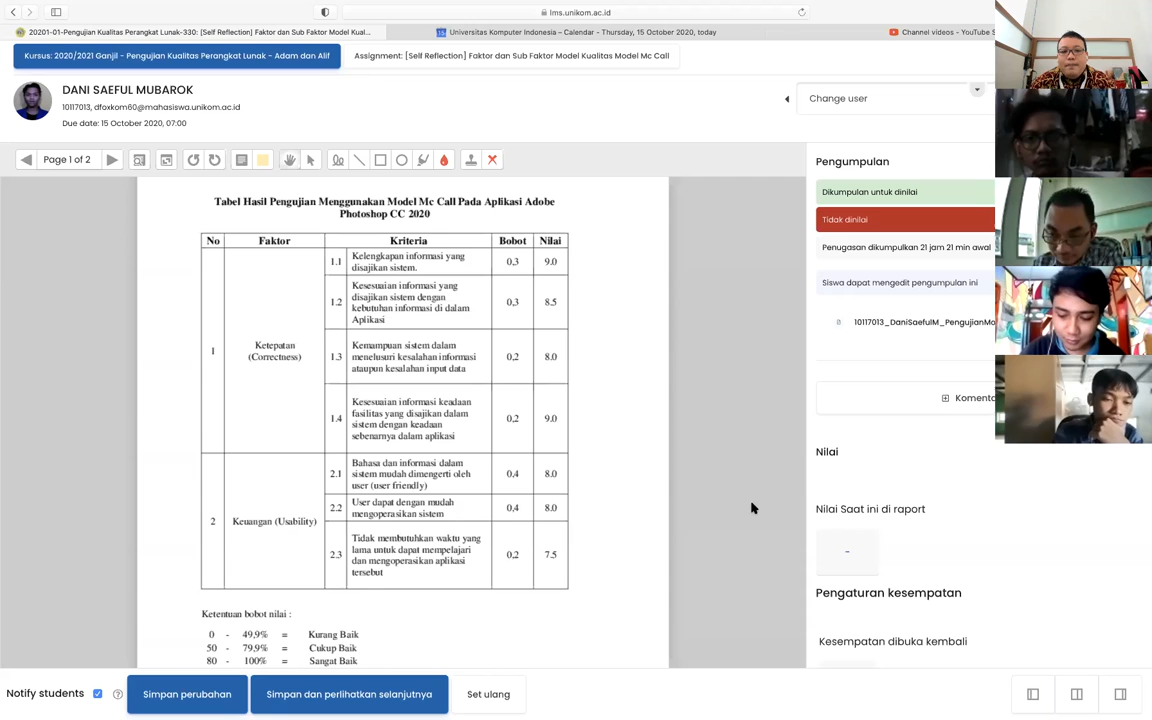 lms.unikom.ac.id
20201-01-Pengujian Kualitas Perangkat Lunak-330: [Self Reflection] Faktor dan Sub Faktor Model Kual...
15 Universitas Komputer Indonesia – Calendar - Thursday, 15 October 2020, today
Channel videos - YouTube S
Kursus: 2020/2021 Ganjil - Pengujian Kualitas Perangkat Lunak - Adam dan Alif
Assignment: [Self Reflection] Faktor dan Sub Faktor Model Kualitas Model Mc Call
DANI SAEFUL MUBAROK
10117013, dfoxkom60@mahasiswa.unikom.ac.id
Due date: 15 October 2020, 07:00
Change user
Page 1 of 2
Tabel Hasil Pengujian Menggunakan Model Mc Call Pada Aplikasi Adobe
Photoshop CC 2020
No Faktor Kriteria Bobot Nilai
1 Ketepatan
(Correctness)
1.1 Kelengkapan informasi yang
disajikan sistem. 0,3 9.0
1.2 Kesesuaian informasi yang
disajikan sistem dengan
kebutuhan informasi di dalam
Aplikasi 0,3 8.5
1.3 Kemampuan sistem dalam
menelusuri kesalahan informasi
ataupun kesalahan input data 0,2 8.0
1.4 Kesesuaian informasi keadaan
fasilitas yang disajikan dalam
sistem dengan keadaan
sebenarnya dalam aplikasi 0,2 9.0
2 Keuangan (Usability)
2.1 Bahasa dan informasi dalam
sistem mudah dimengerti oleh
user (user friendly) 0,4 8.0
2.2 User dapat dengan mudah
mengoperasikan sistem 0,4 8.0
2.3 Tidak membutuhkan waktu yang
lama untuk dapat mempelajari
dan mengoperasikan aplikasi
tersebut 0,2 7.5
Ketentuan bobot nilai :
0 - 49,9% = Kurang Baik
50 - 79,9% = Cukup Baik
80 - 100% = Sangat Baik
Pengumpulan
Dikumpulan untuk dinilai
Tidak dinilai
Penugasan dikumpulkan 21 jam 21 min awal
Siswa dapat mengedit pengumpulan ini
10117013_DaniSaefulM_PengujianMo
Komenta
Nilai
Nilai Saat ini di raport
-
Pengaturan kesempatan
Kesempatan dibuka kembali
Notify students
Simpan perubahan
Simpan dan perlihatkan selanjutnya
Set ulang